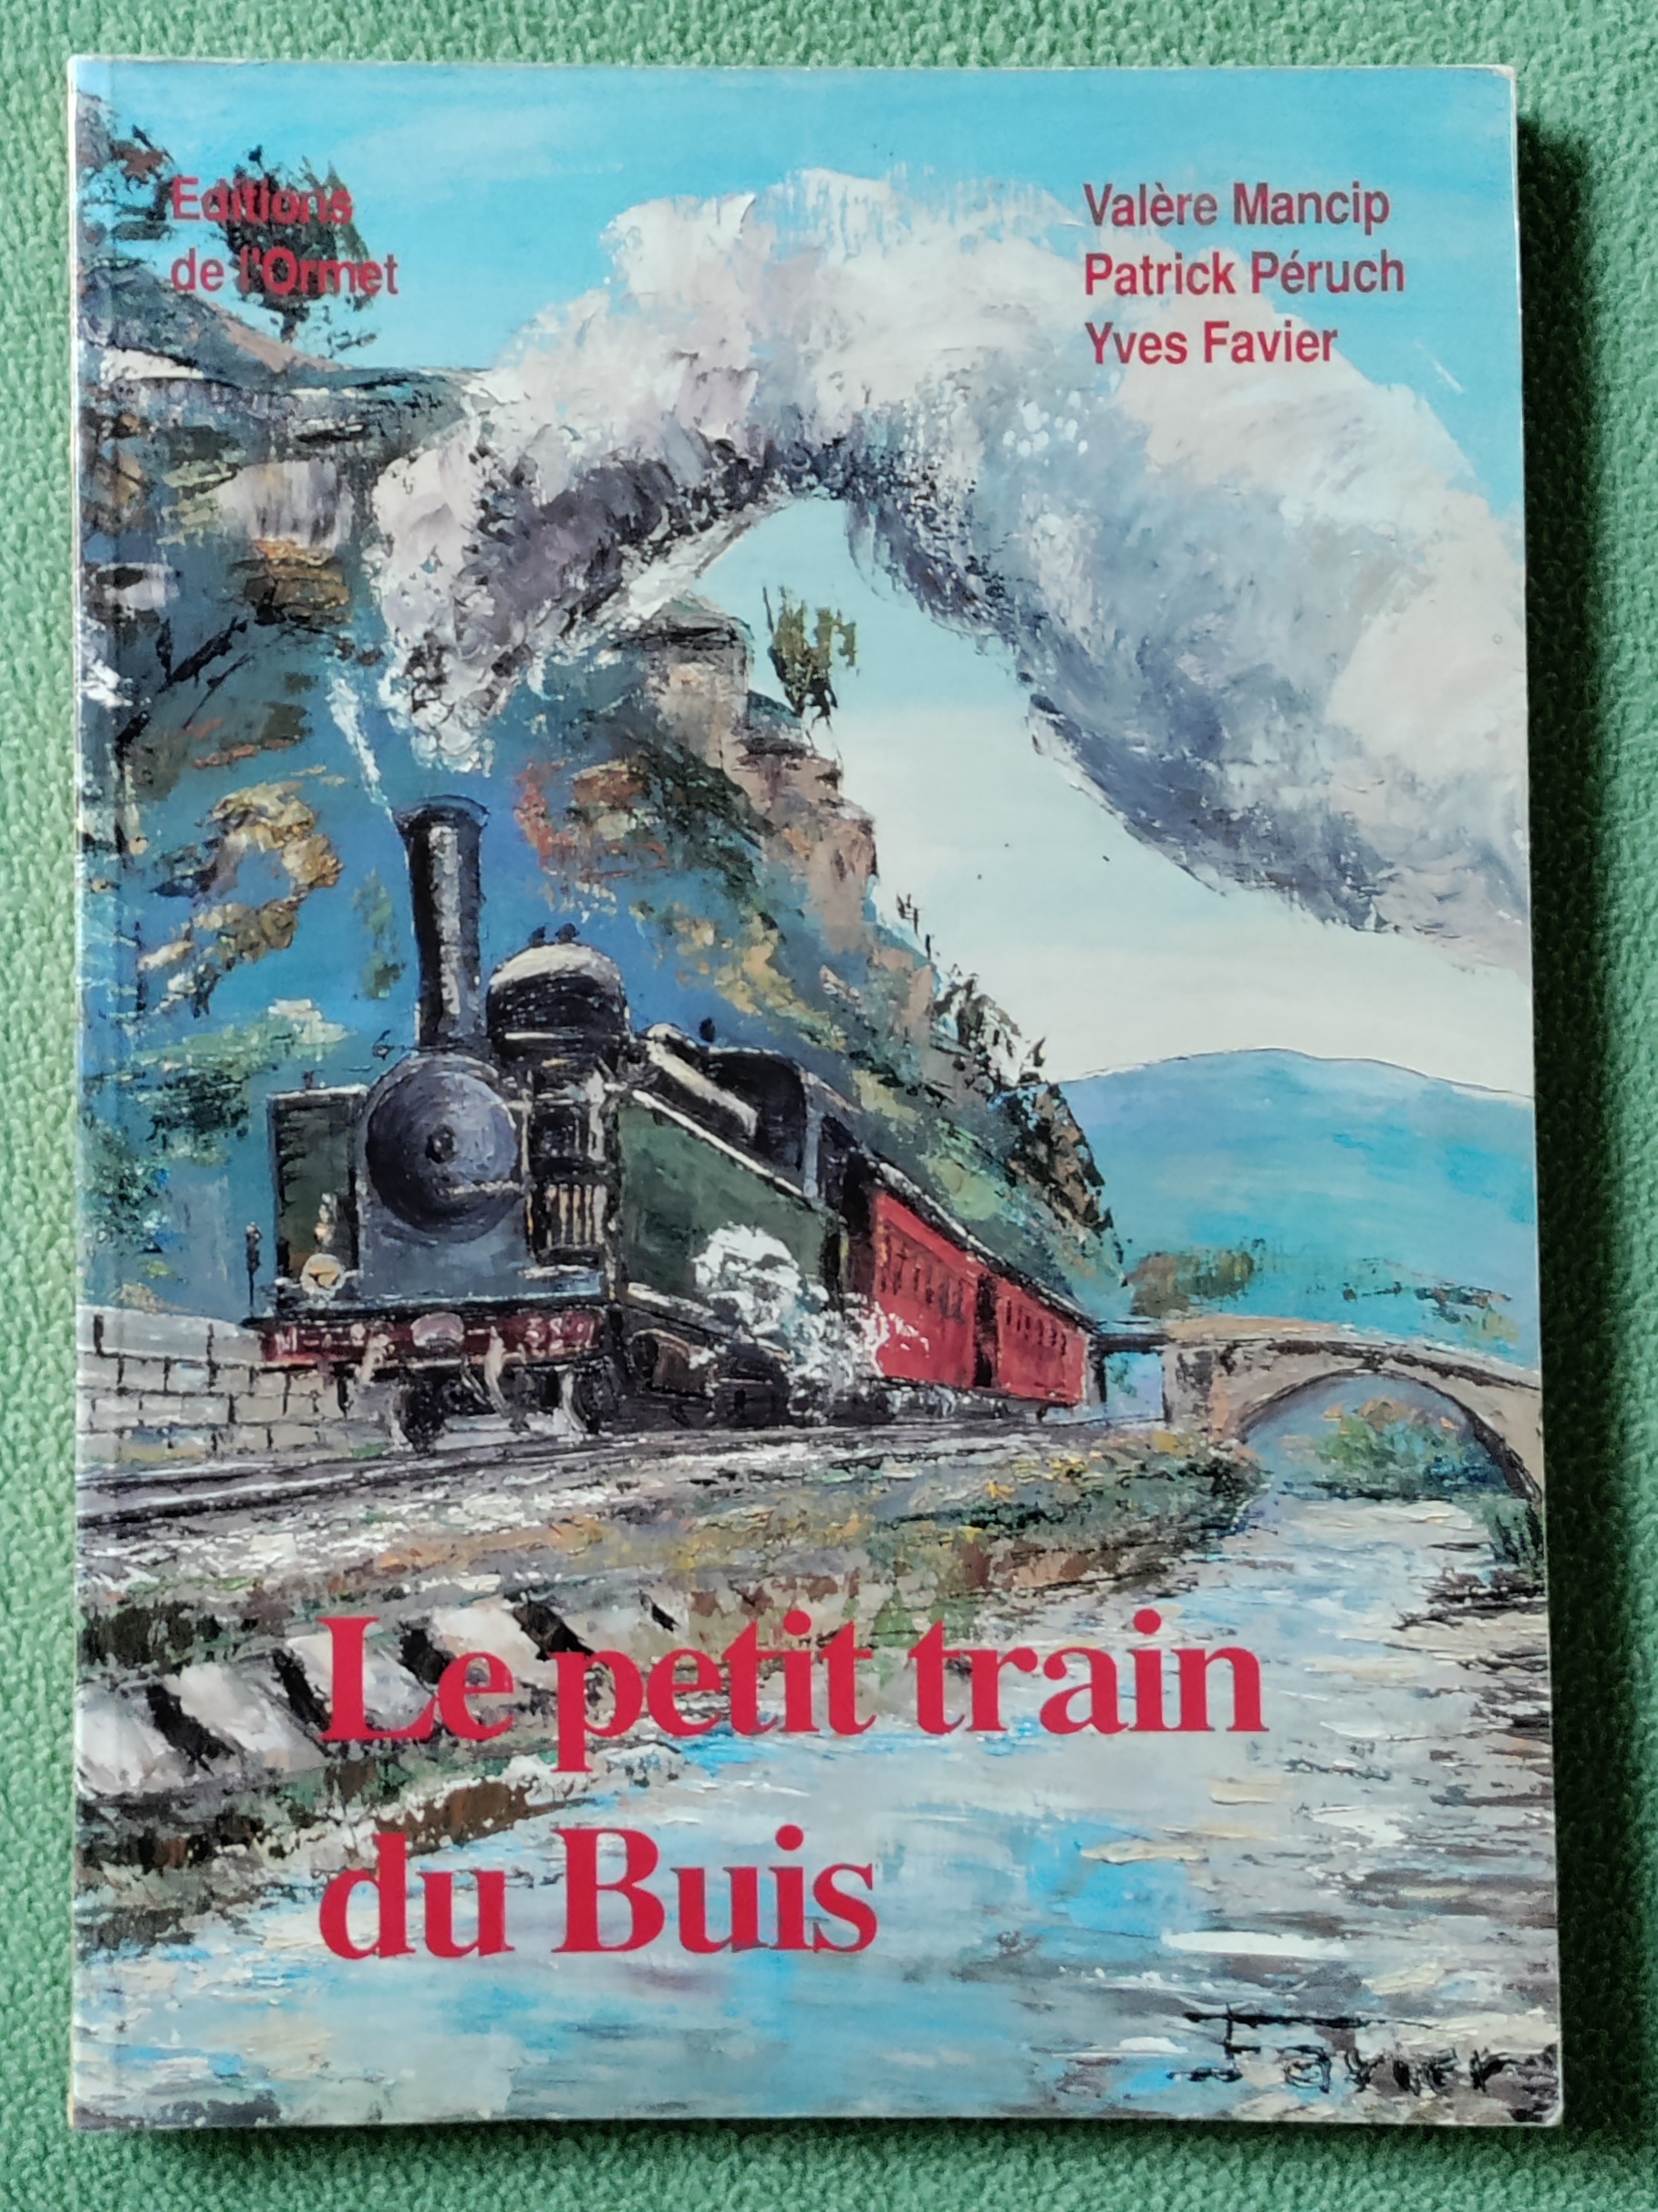 Editions
de l'Ormet
Valère Mancip
Patrick Péruch
Yves Favier
Le petit train
du Buis
Favier